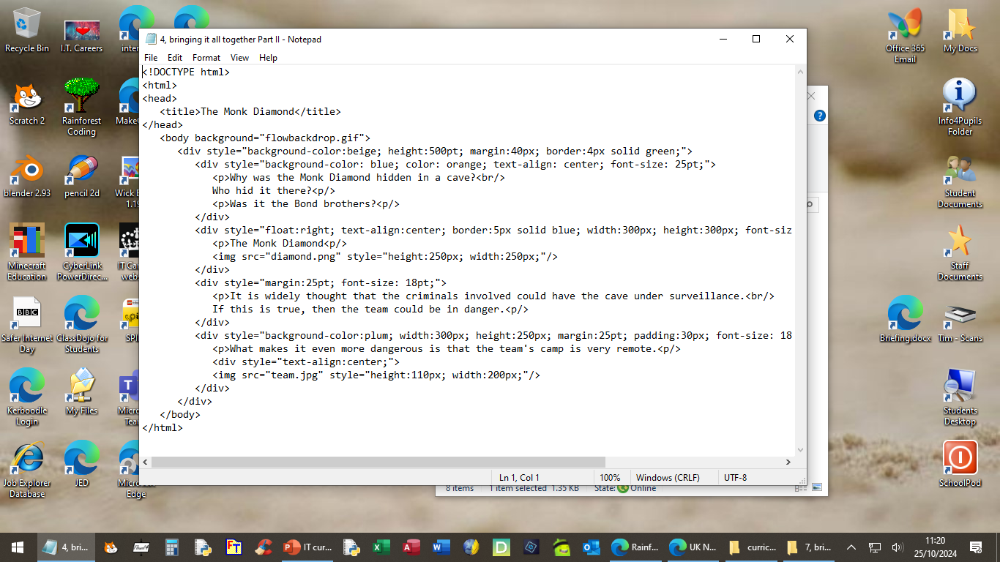 Recycle Bin
I.T. Careers
inter
4, bringing it all together Part II - Notepad
File Edit Format View Help
<!DOCTYPE html>
<html>
<head>
<title>The Monk Diamond</title>
</head>
<body background="flowbackdrop.gif">
<div style="background-color:beige; height:500pt; margin:40px; border:4px solid green;">
<div style="background-color: blue; color: orange; text-align: center; font-size: 25pt;">
<p>Why was the Monk Diamond hidden in a cave?<br/>
Who hid it there?<p/>
<p>Was it the Bond brothers?<p/>
</div>
<div style="float:right; text-align:center; border:5px solid blue; width:300px; height:300px; font-siz
<p>The Monk Diamond<p/>
<img src="diamond.png" style="height:250px; width:250px;"/>
</div>
<div style="margin:25pt; font-size: 18pt;">
<p>It is widely thought that the criminals involved could have the cave under surveillance.<br/>
If this is true, then the team could be in danger.<p/>
</div>
<div style="background-color:plum; width:300px; height:250px; margin:25pt; padding:30px; font-size: 18
<p>What makes it even more dangerous is that the team's camp is very remote.<p/>
<div style="text-align:center;">
<img src="team.jpg" style="height:110px; width:200px;"/>
</div>
</div>
</body>
</html>
Ln 1, Col 1 100% Windows (CRLF) UTF-8
8 items 1 item selected 1.35 KB State: Online
Scratch 2
Rainforest
Coding
MakeC
blender 2.93
pencil 2d
Wick E
1.19
Minecraft
Education
CyberLink
PowerDirec...
IT Car
web
BBC
Safer Internet
Day
ClassDojo for
Students
SPI
Kerboodle
Login
My Files
Micro
Tea
Job Explorer
Database
JED
Microsoft
Edge
Office 365
Email
My Docs
Info4Pupils
Folder
Student
Documents
Staff
Documents
Briefing.docx
Tim - Scans
Students
Desktop
SchoolPod
4, bri...
IT cur...
Rainf...
UK N...
curric...
7, bri...
11:20
25/10/2024